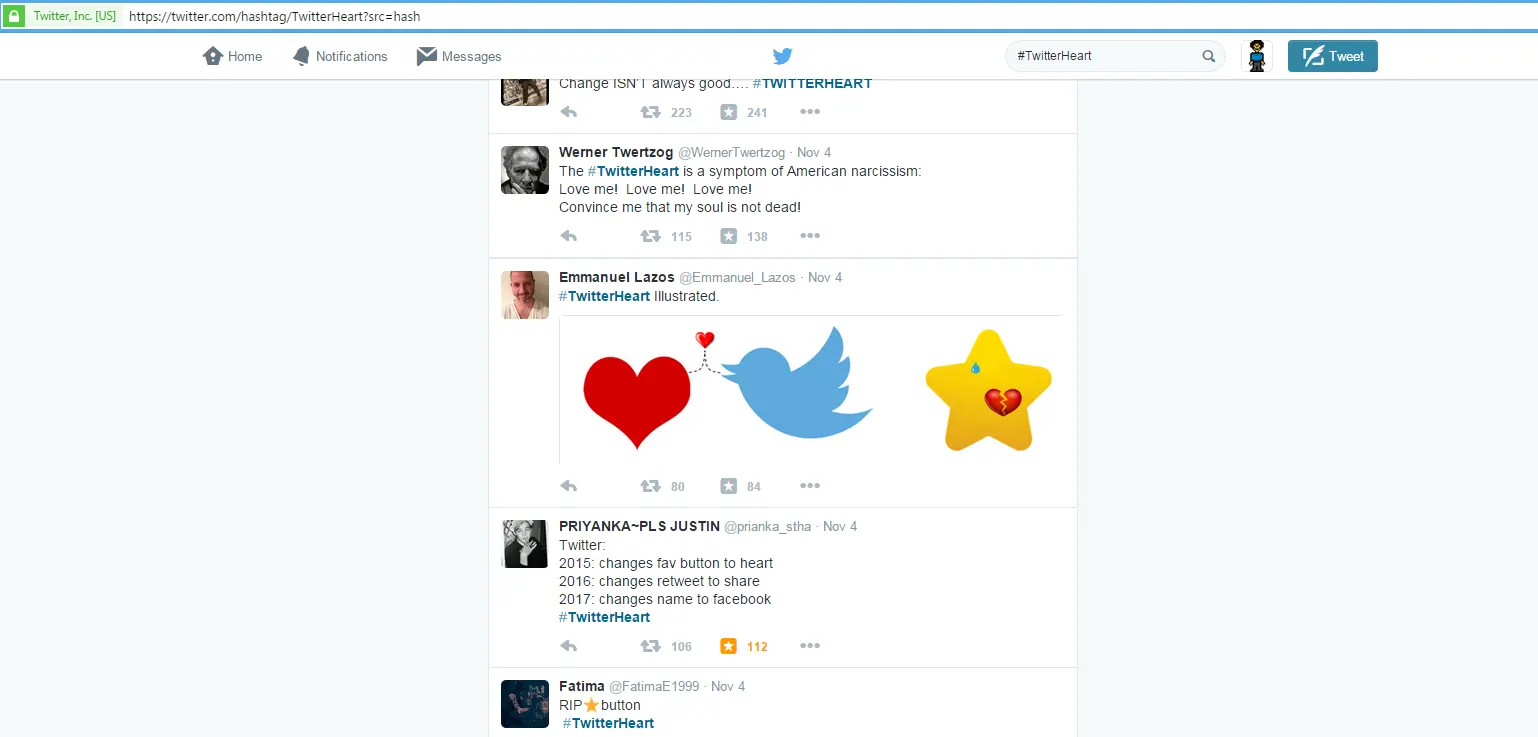 Twitter, Inc. [US] https://twitter.com/hashtag/TwitterHeart?src=hash
Home Notifications Messages #TwitterHeart Tweet
Change ISN'T always good.... #TWITTERHEART
223 241
Werner Twertzog @WernerTwertzog · Nov 4
The #TwitterHeart is a symptom of American narcissism:
Love me! Love me! Love me!
Convince me that my soul is not dead!
115 138
Emmanuel Lazos @Emmanuel_Lazos · Nov 4
#TwitterHeart Illustrated.
80 84
PRIYANKA~PLS JUSTIN @prianka_stha · Nov 4
Twitter:
2015: changes fav button to heart
2016: changes retweet to share
2017: changes name to facebook
#TwitterHeart
106 112
Fatima @FatimaE1999 · Nov 4
RIP⭐button
#TwitterHeart